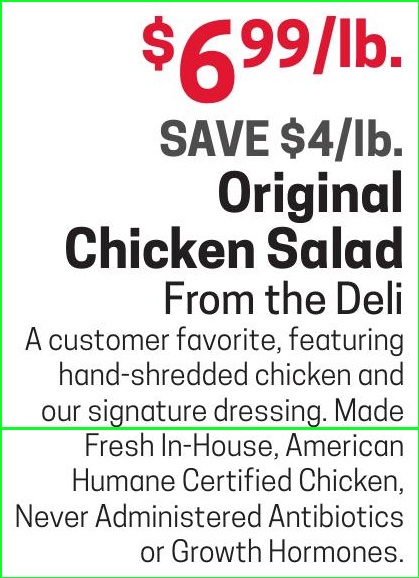 $6.99/lb.
SAVE $4/lb.
Original
Chicken Salad
From the Deli
A customer favorite, featuring
hand-shredded chicken and
our signature dressing. Made
Fresh In-House, American
Humane Certified Chicken,
Never Administered Antibiotics
or Growth Hormones.